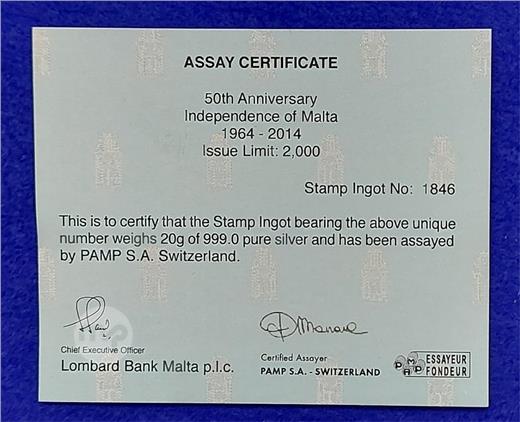 ASSAY CERTIFICATE
50th Anniversary
Independence of Malta
1964 - 2014
Issue Limit: 2,000
Stamp Ingot No: 1846
This is to certify that the Stamp Ingot bearing the above unique
number weighs 20g of 999.0 pure silver and has been assayed
by PAMP S.A. Switzerland.
Chief Executive Officer
Lombard Bank Malta p.l.c.
Certified Assayer
PAMP S.A. - SWITZERLAND
PAMP
ESSAYEUR
FONDEUR